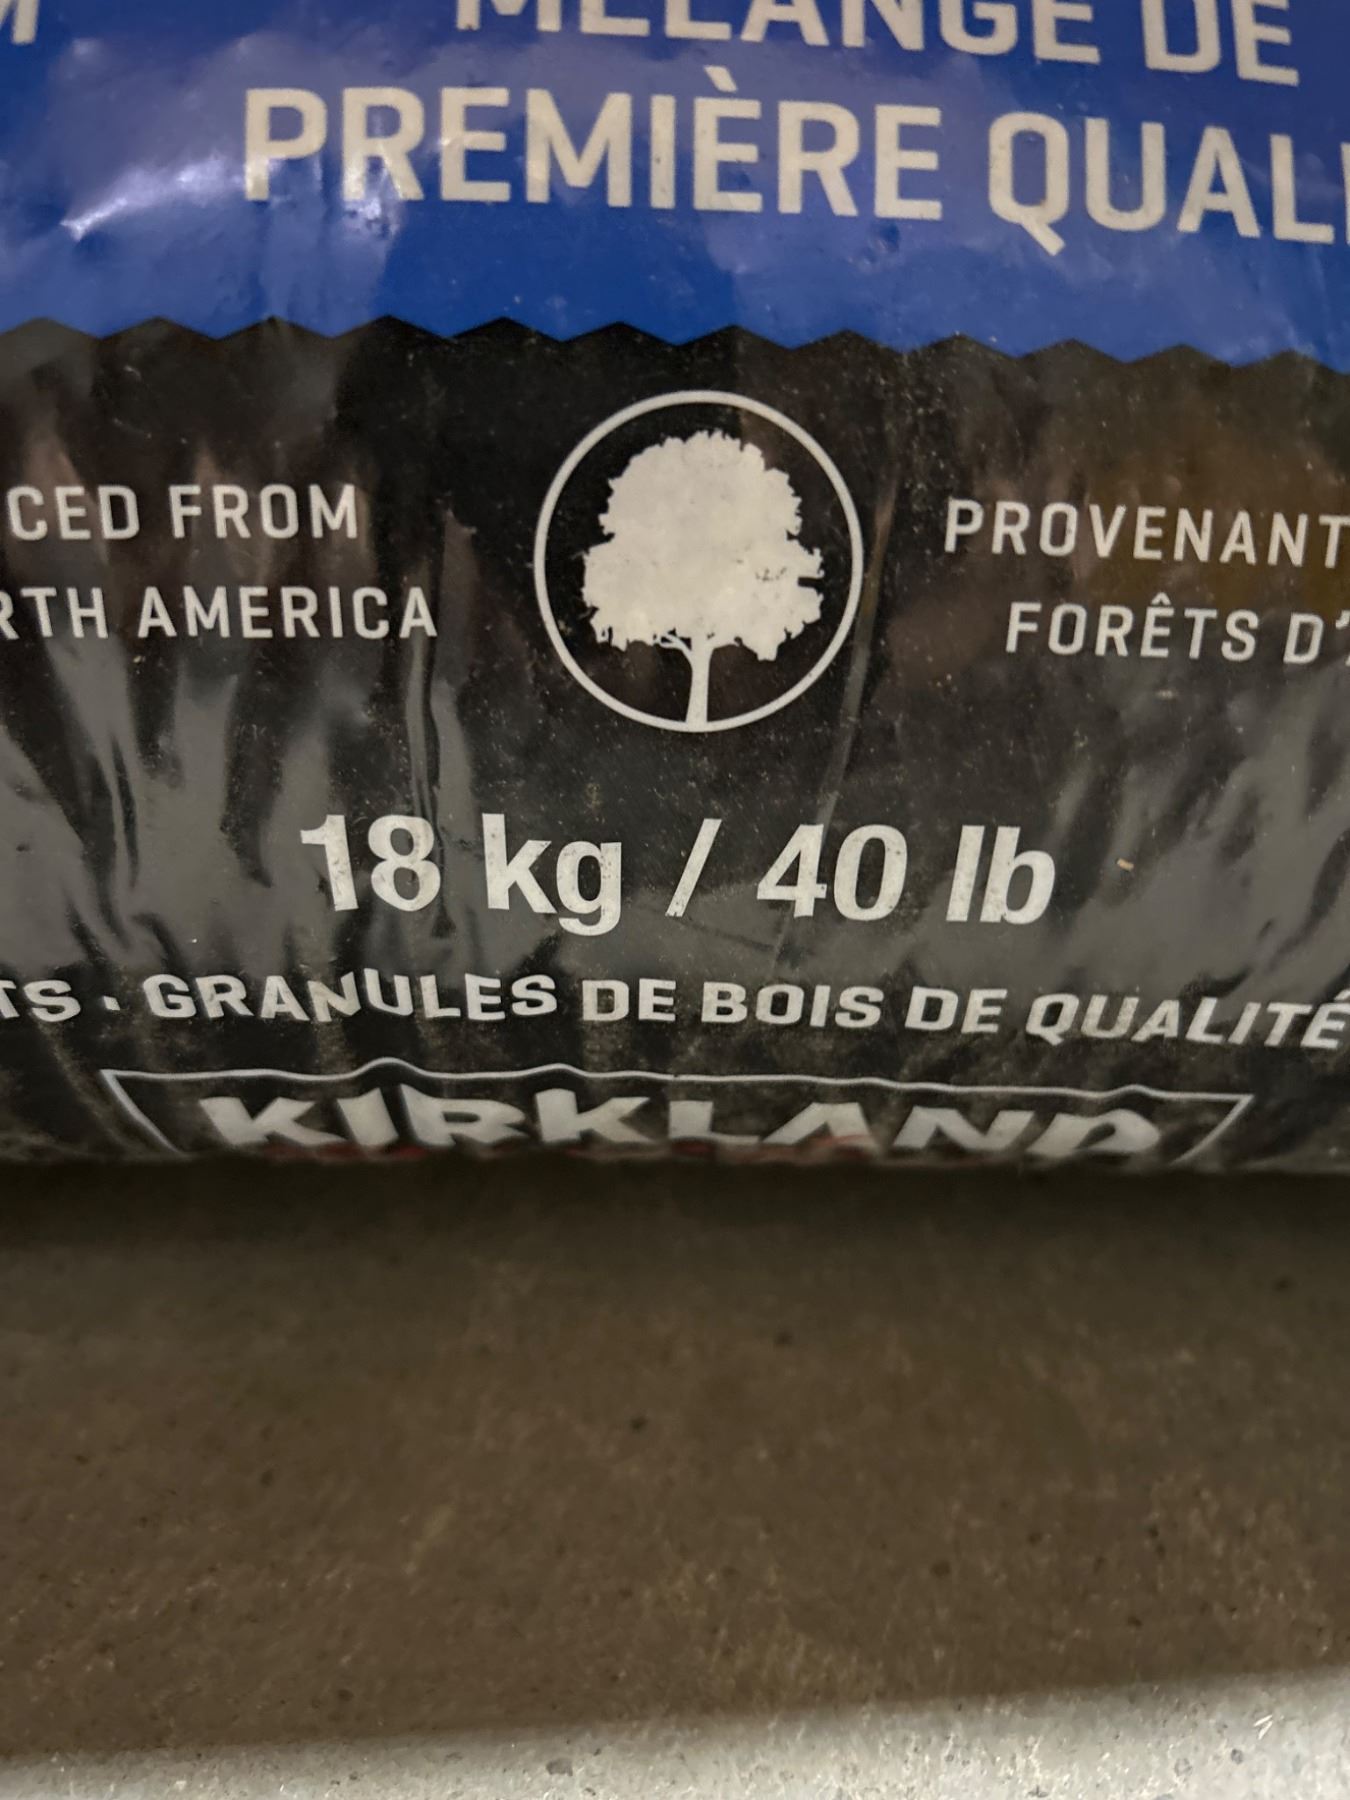 MÉLANGE DE
PREMIÈRE QUALI
CED FROM
RTH AMERICA
PROVENANT
FORÊTS D'
18 kg / 40 lb
TS · GRANULES DE BOIS DE QUALITÉ
KIRKLAND